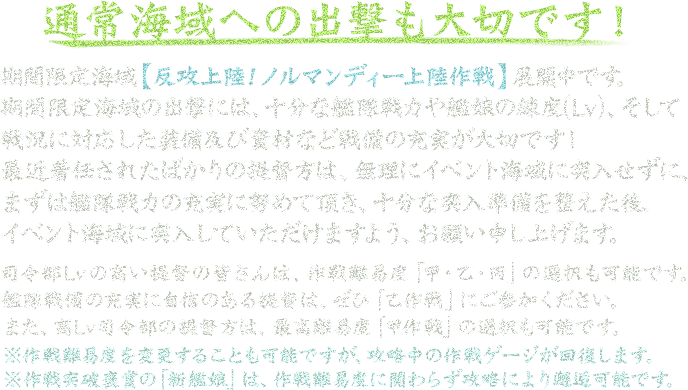 通常海域への出撃も大切です！
期間限定海域【反攻上陸！ノルマンディー上陸作戦】展開中です。
期間限定海域の出撃には、十分な艦隊戦力や艦娘の練度(Lv)、そして
戦況に対応した装備及び資材など戦備の充実が大切です！
最近着任されたばかりの提督方は、無理にイベント海域に突入せずに、
まずは艦隊戦力の充実に努めて頂き、十分な突入準備を整えた後、
イベント海域に突入していただけますよう、お願い申し上げます。
司令部Lvの高い提督の皆さんは、作戦難易度「甲・乙・丙」の選択も可能です。
艦隊戦備の充実に自信のある提督は、ぜひ「乙作戦」にご参加ください。
また、高Lv司令部の提督方は、最高難易度「甲作戦」の選択も可能です。
※作戦難易度を変更することも可能ですが、攻略中の作戦ゲージが回復します。
※作戦突破褒賞の「新艦娘」は、作戦難易度に関わらず攻略により邂逅可能です。